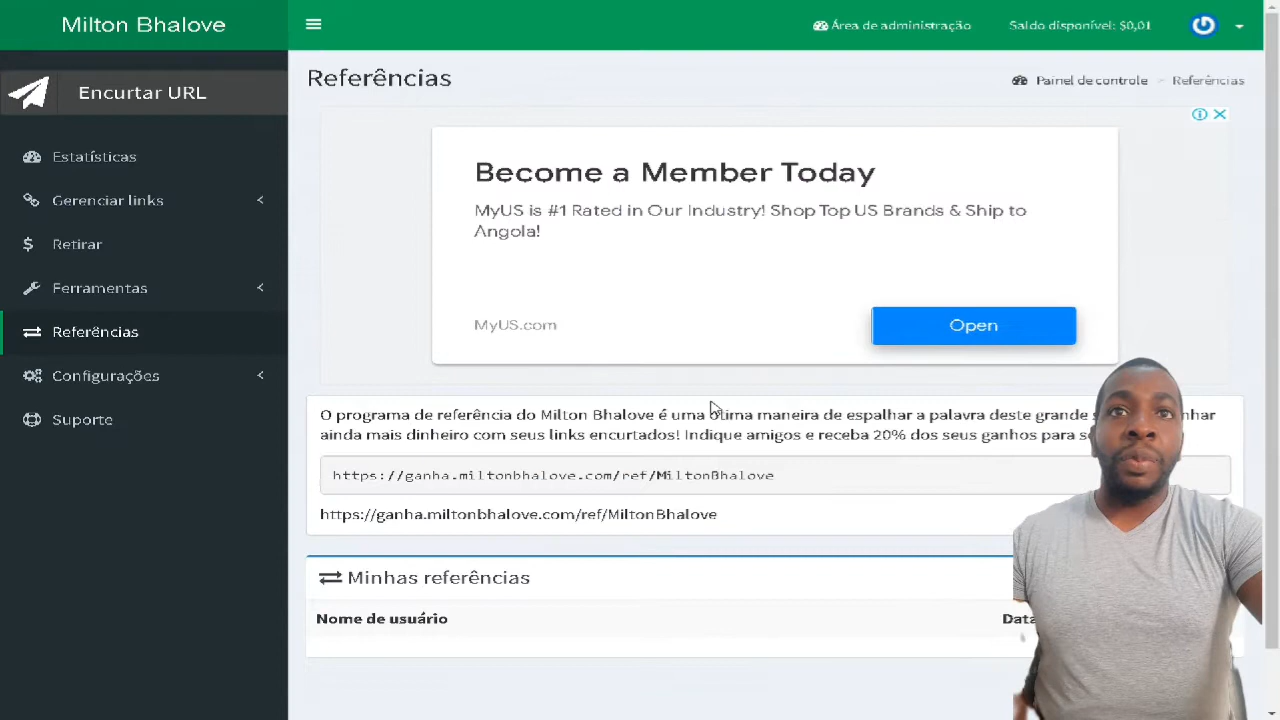 Milton Bhalove
Área de administração
Saldo disponível: $0,01
Encurtar URL
Referências
Painel de controle
Referências
Estatísticas
Gerenciar links
Retirar
Ferramentas
Referências
Configurações
Suporte
Become a Member Today
MyUS is #1 Rated in Our Industry! Shop Top US Brands & Ship to
Angola!
MyUS.com
Open
O programa de referência do Milton Bhalove é uma ótima maneira de espalhar a palavra deste grande
ainda mais dinheiro com seus links encurtados! Indique amigos e receba 20% dos seus ganhos para
https://ganha.miltonbhalove.com/ref/MiltonBhalove
https://ganha.miltonbhalove.com/ref/MiltonBhalove
Minhas referências
Nome de usuário
Data